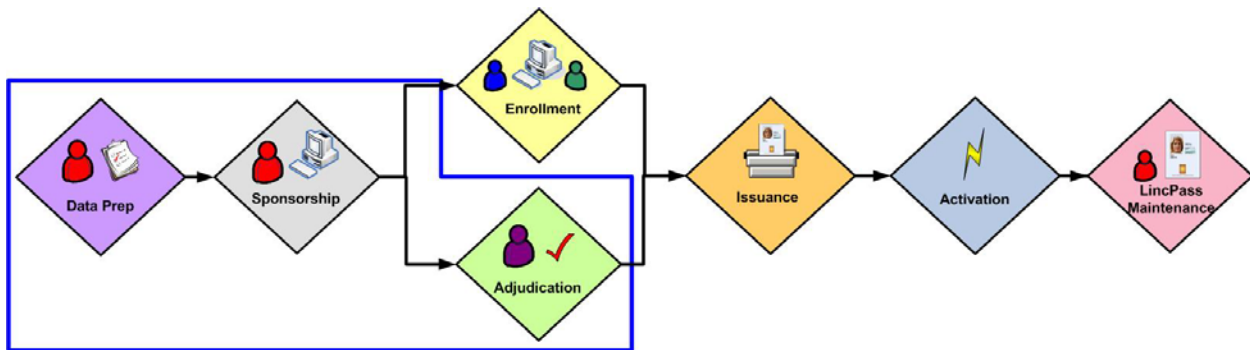 Data Prep
Sponsorship
Enrollment
Adjudication
Issuance
Activation
LincPass
Maintenance